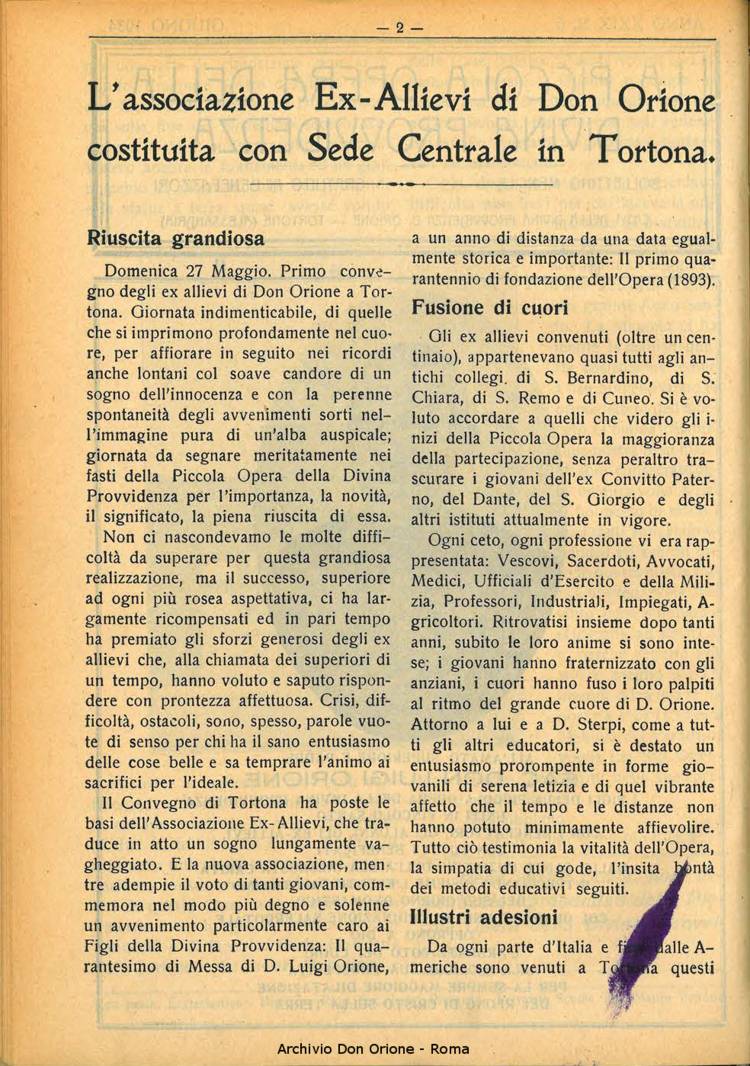 — 2 —
L'associazione Ex-Allievi di Don Orione
costituita con Sede Centrale in Tortona.
Riuscita grandiosa
Domenica 27 Maggio. Primo conve-
gno degli ex allievi di Don Orione a Tor-
tona. Giornata indimenticabile, di quelle
che si imprimono profondamente nel cuo-
re, per affiorare in seguito nei ricordi
anche lontani col soave candore di un
sogno dell'innocenza e con la perenne
spontaneità degli avvenimenti sorti nel-
l'immagine pura di un'alba auspicale;
giornata da segnare meritatamente nei
fasti della Piccola Opera della Divina
Provvidenza per l'importanza, la novità,
il significato, la piena riuscita di essa.
Non ci nascondevamo le molte diffi-
coltà da superare per questa grandiosa
realizzazione, ma il successo, superiore
ad ogni più rosea aspettativa, ci ha lar-
gamente ricompensati ed in pari tempo
ha premiato gli sforzi generosi degli ex
allievi che, alla chiamata dei superiori di
un tempo, hanno voluto e saputo rispon-
dere con prontezza affettuosa. Crisi, dif-
ficoltà, ostacoli, sono, spesso, parole vuo-
te di senso per chi ha il sano entusiasmo
delle cose belle e sa temprare l'animo ai
sacrifici per l'ideale.
Il Convegno di Tortona ha poste le
basi dell'Associazione Ex-Allievi, che tra-
duce in atto un sogno lungamente va-
gheggiato. E la nuova associazione, men
tre adempie il voto di tanti giovani, com-
memora nel modo più degno e solenne
un avvenimento particolarmente caro ai
Figli della Divina Provvidenza: Il qua-
rantesimo di Messa di D. Luigi Orione,
a un anno di distanza da una data egual-
mente storica e importante: Il primo qua-
rantennio di fondazione dell'Opera (1893).
Fusione di cuori
Gli ex allievi convenuti (oltre un cen-
tinaio), appartenevano quasi tutti agli an-
tichi collegi. di S. Bernardino, di S.
Chiara, di S. Remo e di Cuneo. Si è vo-
luto accordare a quelli che videro gli i-
nizi della Piccola Opera la maggioranza
della partecipazione, senza peraltro tra-
scurare i giovani dell'ex Convitto Pater-
no, del Dante, del S. Giorgio e degli
altri istituti attualmente in vigore.
Ogni ceto, ogni professione vi era rap-
presentata: Vescovi, Sacerdoti, Avvocati,
Medici, Ufficiali d'Esercito e della Mili-
zia, Professori, Industriali, Impiegati, A-
gricoltori. Ritrovatisi insieme dopo tanti
anni, subito le loro anime si sono inte-
se; i giovani hanno fraternizzato con gli
anziani, i cuori hanno fuso i loro palpiti
al ritmo del grande cuore di D. Orione.
Attorno a lui e a D. Sterpi, come a tut-
ti gli altri educatori, si è destato un
entusiasmo prorompente in forme gio-
vanili di serena letizia e di quel vibrante
affetto che il tempo e le distanze non
hanno potuto minimamente affievolire.
Tutto ciò testimonia la vitalità dell'Opera,
la simpatia di cui gode, l'insita bontà
dei metodi educativi seguiti.
Illustri adesioni
Da ogni parte d'Italia e dalle A-
meriche sono venuti a Tortona questi
Archivio Don Orione - Roma